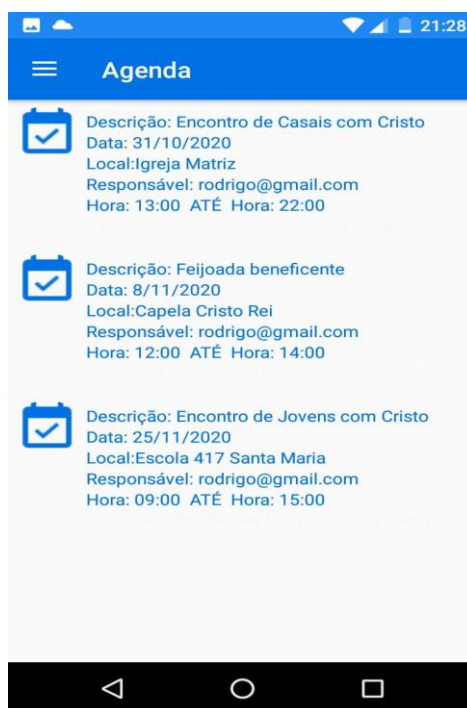 21:28
Agenda
Descrição: Encontro de Casais com Cristo
Data: 31/10/2020
Local:Igreja Matriz
Responsável: rodrigo@gmail.com
Hora: 13:00  ATÉ  Hora: 22:00
Descrição: Feijoada beneficente
Data: 8/11/2020
Local:Capela Cristo Rei
Responsável: rodrigo@gmail.com
Hora: 12:00  ATÉ  Hora: 14:00
Descrição: Encontro de Jovens com Cristo
Data: 25/11/2020
Local:Escola 417 Santa Maria
Responsável: rodrigo@gmail.com
Hora: 09:00  ATÉ  Hora: 15:00